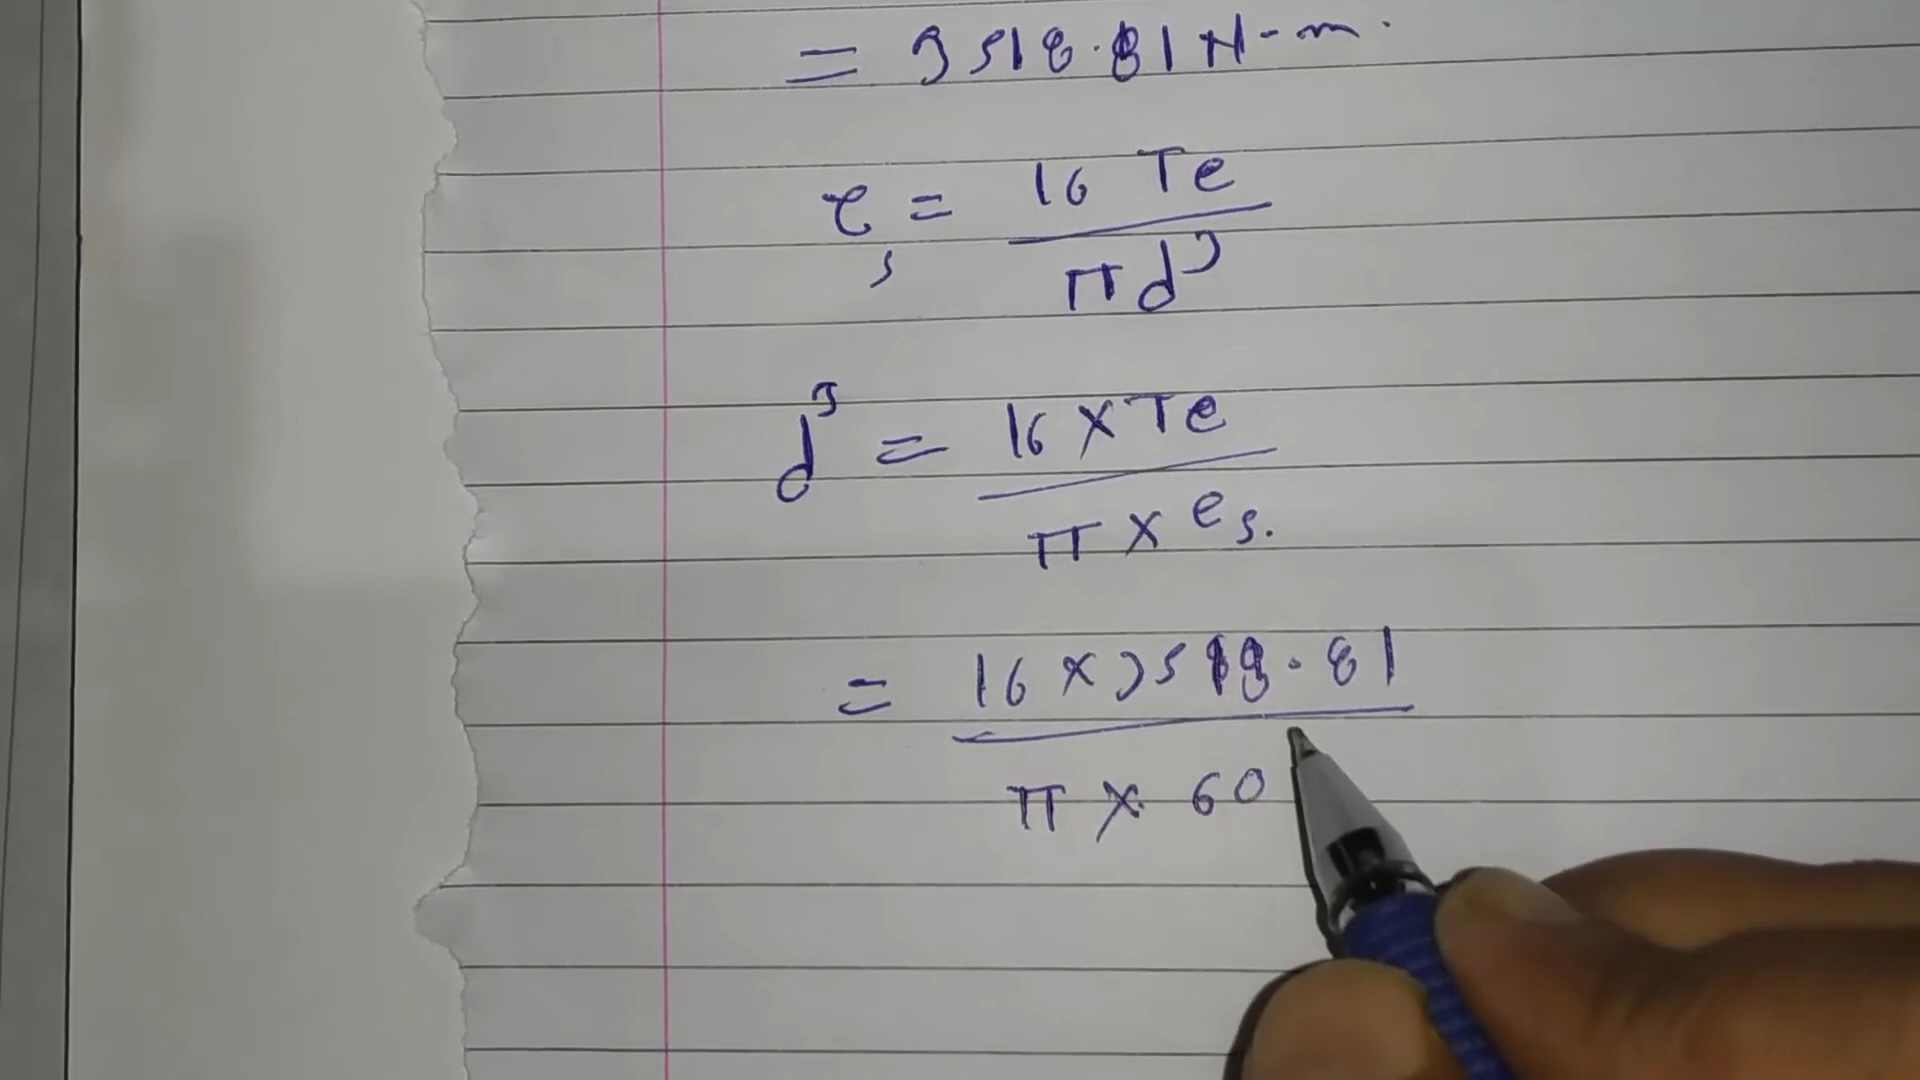 = 3518.81 N-m.
τs = 16 Te
πd³
d³ = 16 × Te
π × τs.
= 16 × 3518.81
π × 60